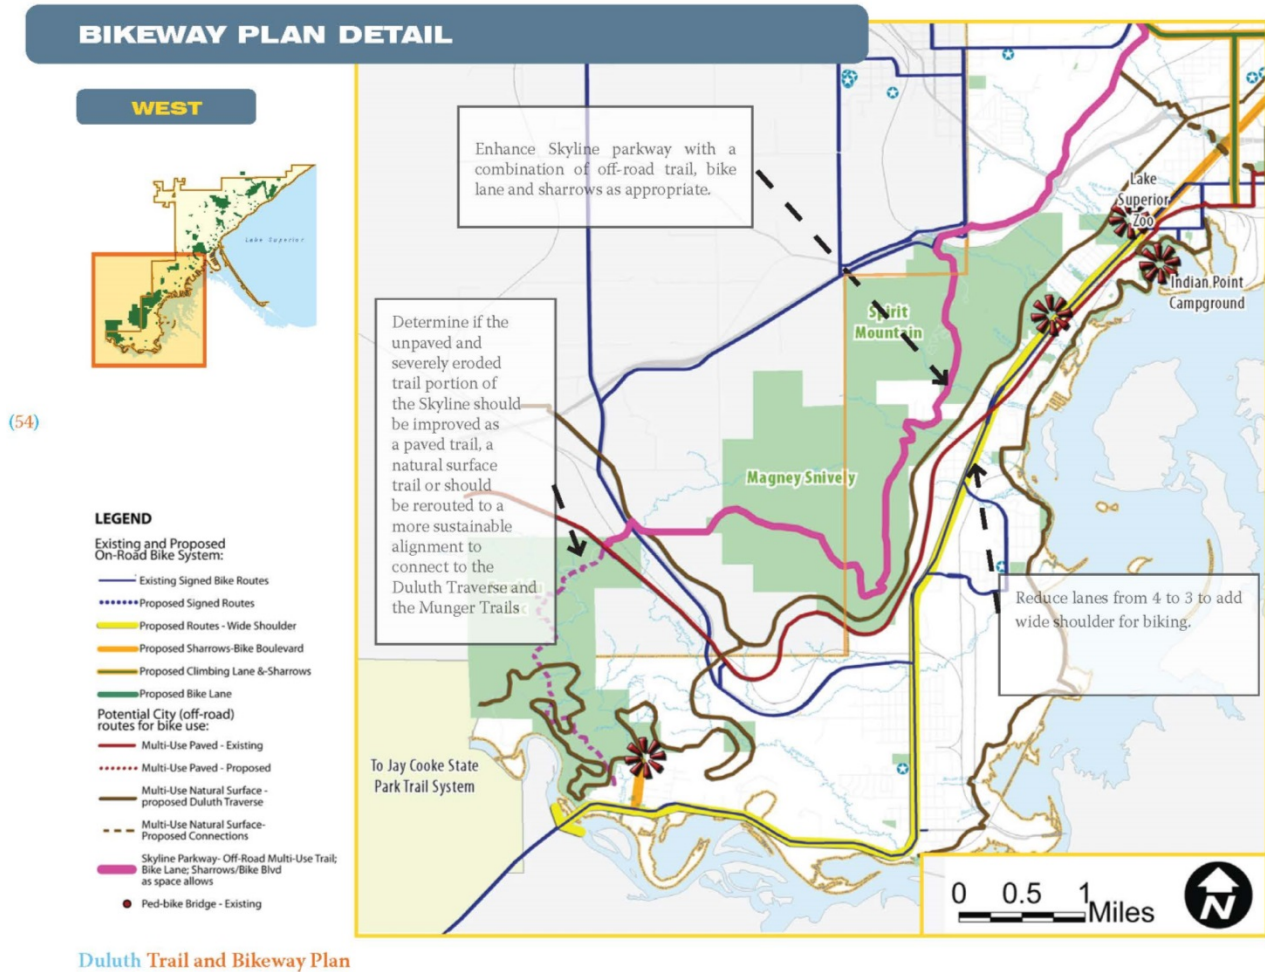 BIKEWAY PLAN DETAIL
WEST
Lake Superior
(54)
LEGEND
Existing and Proposed
On-Road Bike System:
Existing Signed Bike Routes
Proposed Signed Routes
Proposed Routes - Wide Shoulder
Proposed Sharrows-Bike Boulevard
Proposed Climbing Lane &-Sharrows
Proposed Bike Lane
Potential City (off-road)
routes for bike use:
Multi-Use Paved - Existing
Multi-Use Paved - Proposed
Multi-Use Natural Surface -
proposed Duluth Traverse
Multi-Use Natural Surface-
Proposed Connections
Skyline Parkway- Off-Road Multi-Use Trail;
Bike Lane; Sharrows/Bike Blvd
as space allows
Ped-bike Bridge - Existing
Enhance Skyline parkway with a
combination of off-road trail, bike
lane and sharrows as appropriate.
Determine if the
unpaved and
severely eroded
trail portion of
the Skyline should
be improved as
a paved trail, a
natural surface
trail or should
be rerouted to a
more sustainable
alignment to
connect to the
Duluth Traverse and
the Munger Trails
Lake
Superior
Zoo
Indian Point
Campground
Spirit
Mountain
Magney Snively
Reduce lanes from 4 to 3 to add
wide shoulder for biking.
To Jay Cooke State
Park Trail System
0 0.5 1
Miles
N
Duluth Trail and Bikeway Plan